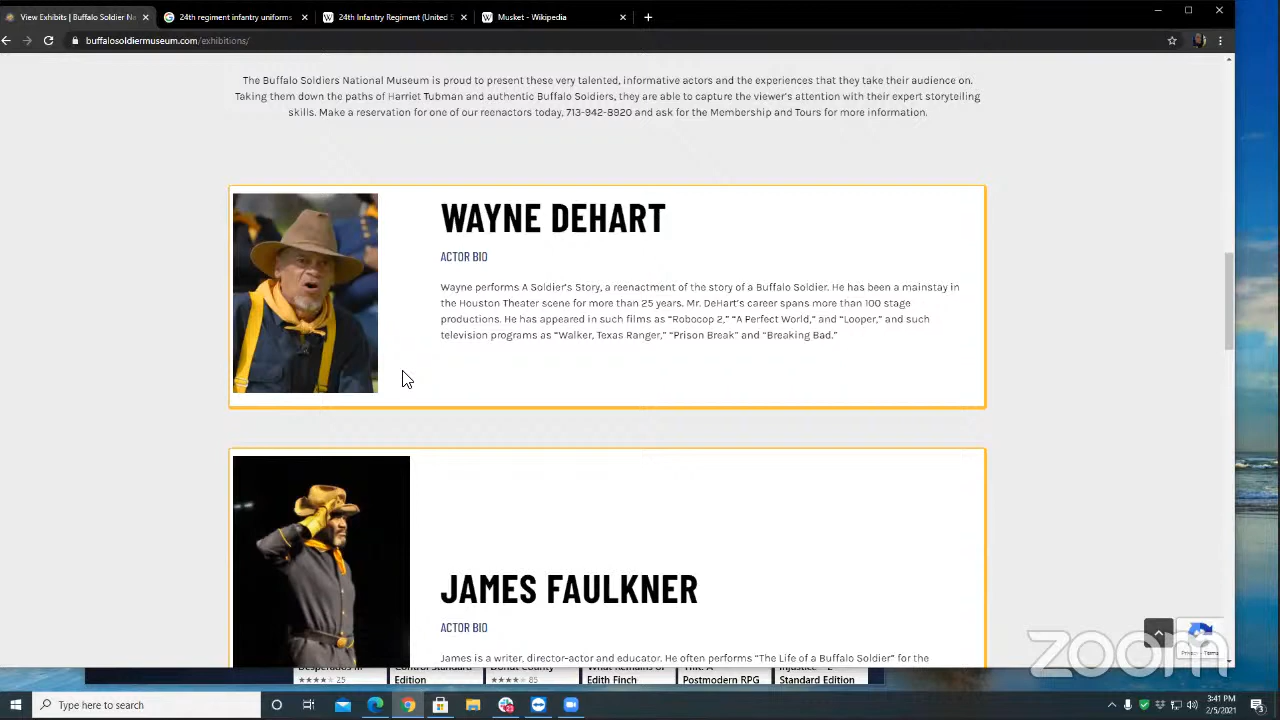 View Exhibits | Buffalo Soldier N
24th regiment infantry uniforms
24th Infantry Regiment (United S
Musket - Wikipedia
buffalosoldiermuseum.com/exhibitions/
The Buffalo Soldiers National Museum is proud to present these very talented, informative actors and the experiences that they take their audience on.
Taking them down the paths of Harriet Tubman and authentic Buffalo Soldiers, they are able to capture the viewer's attention with their expert storytelling
skills. Make a reservation for one of our reenactors today, 713-942-8920 and ask for the Membership and Tours for more information.
WAYNE DEHART
ACTOR BIO
Wayne performs A Soldier's Story, a reenactment of the story of a Buffalo Soldier. He has been a mainstay in
the Houston Theater scene for more than 25 years. Mr. DeHart's career spans more than 100 stage
productions. He has appeared in such films as "Robocop 2," "A Perfect World," and "Looper," and such
television programs as "Walker, Texas Ranger," "Prison Break" and "Breaking Bad."
JAMES FAULKNER
ACTOR BIO
James is a writer, director-actor and educator. He often performs "The Life of a Buffalo Soldier" for the
Privacy - Terms
zoom
Edition
25
85
Edith Finch
Postmodern RPG
Standard Edition
Type here to search
3:41 PM
2/5/2021
3